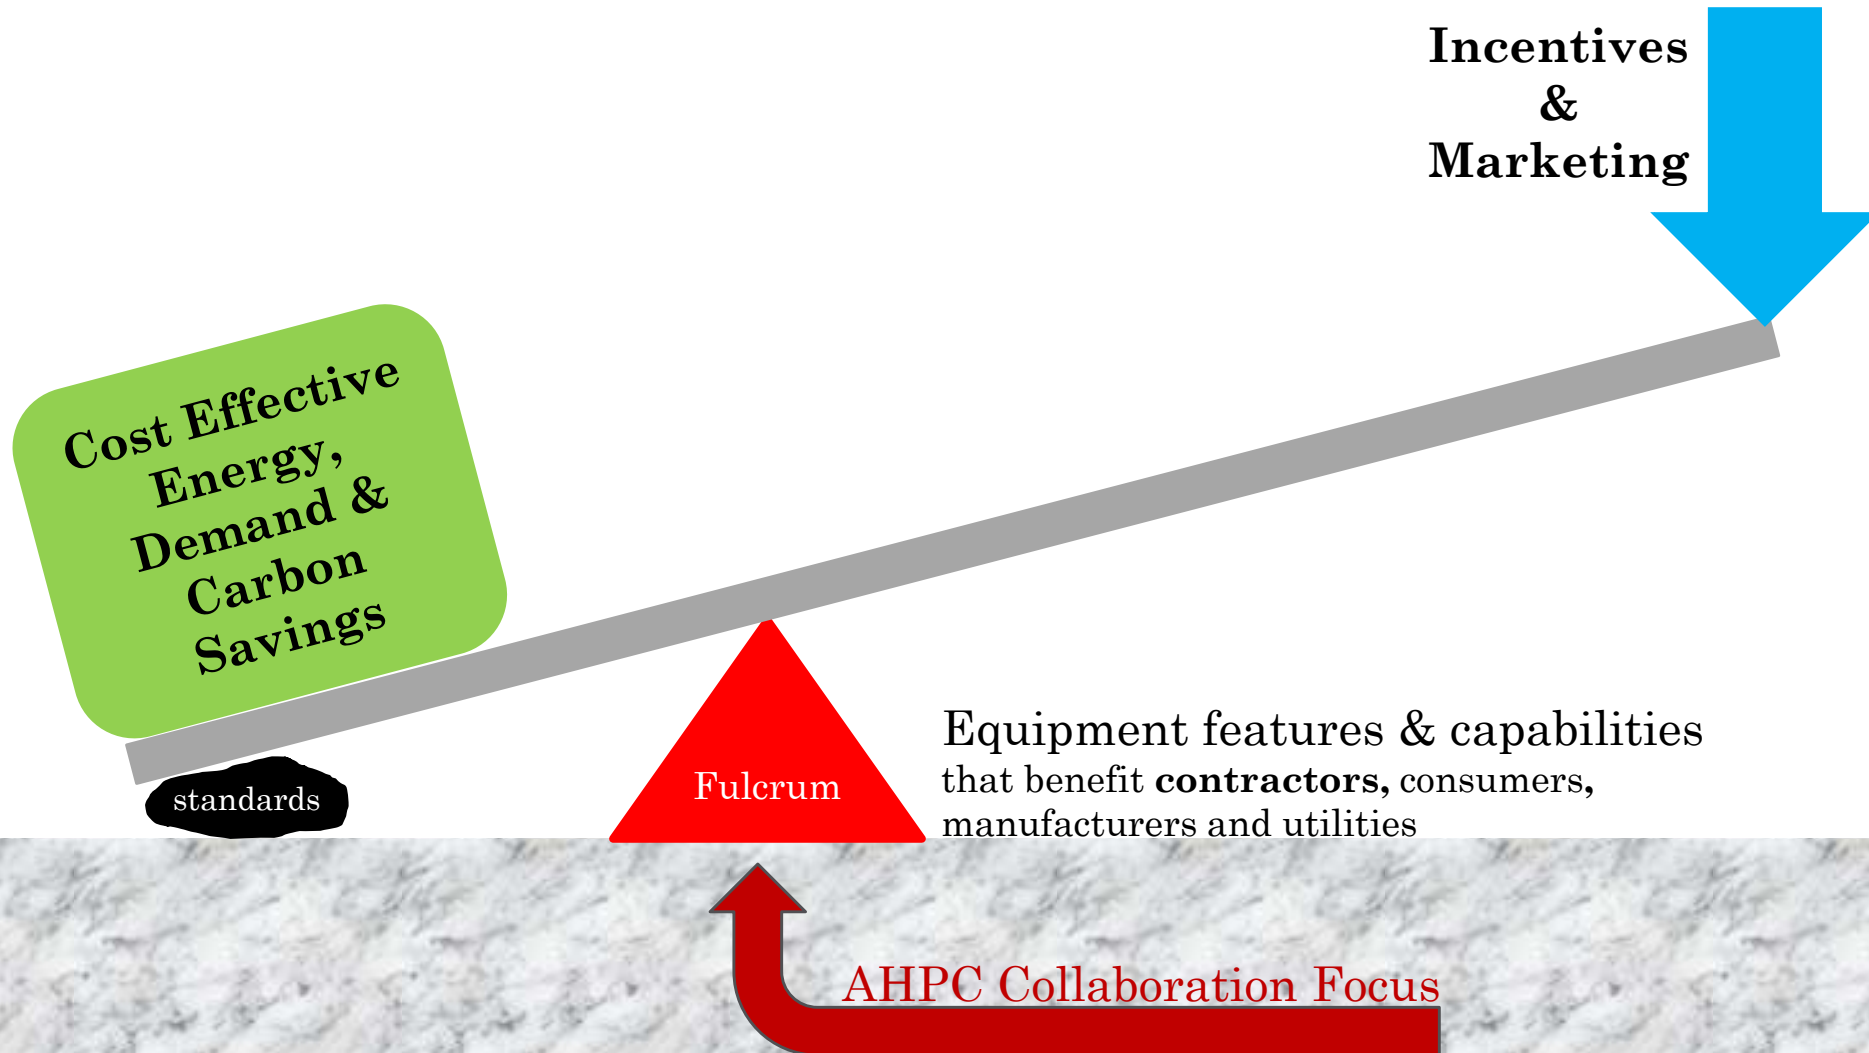 Incentives
&
Marketing
Cost Effective
Energy,
Demand &
Carbon
Savings
standards
Fulcrum
Equipment features & capabilities
that benefit contractors, consumers,
manufacturers and utilities
AHPC Collaboration Focus